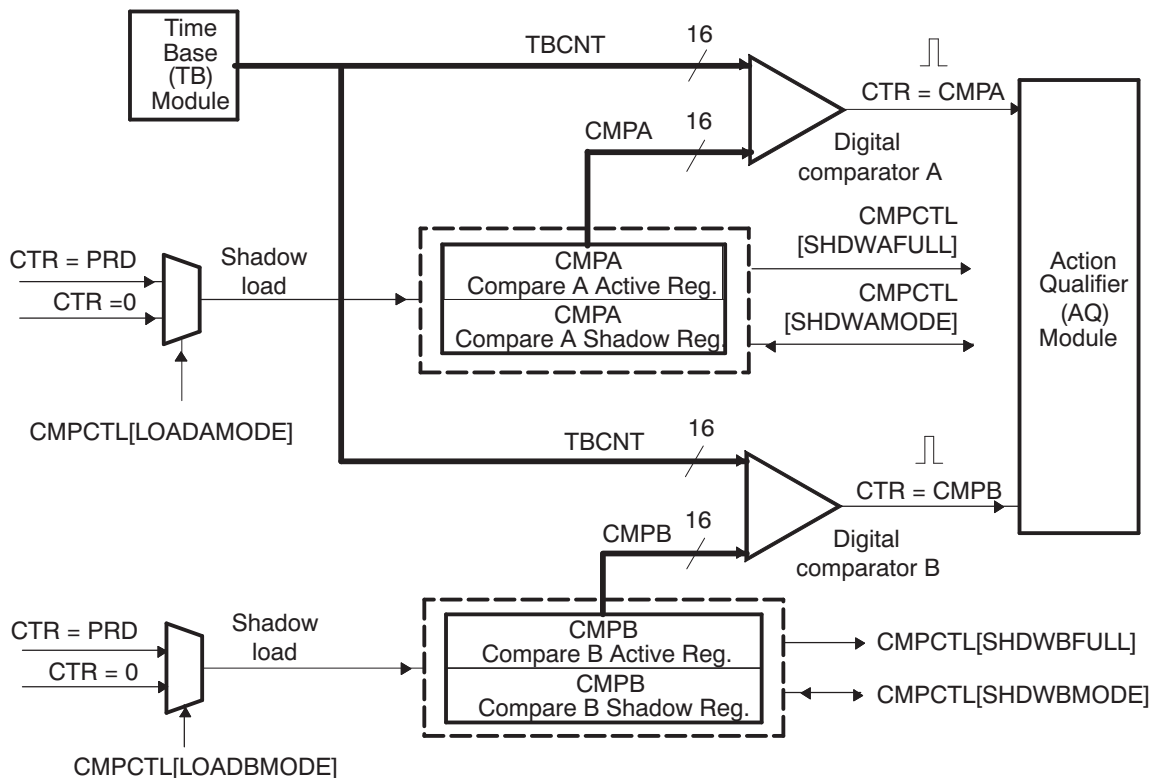 Time
Base
(TB)
Module
TBCNT
16
CTR = CMPA
CMPA
16
Digital
comparator A
CMPCTL
[SHDWAFULL]
CMPCTL
[SHDWAMODE]
CTR = PRD
CTR =0
Shadow
load
CMPA
Compare A Active Reg.
CMPA
Compare A Shadow Reg.
Action
Qualifier
(AQ)
Module
CMPCTL[LOADAMODE]
TBCNT
16
CTR = CMPB
CMPB
16
Digital
comparator B
CTR = PRD
CTR = 0
Shadow
load
CMPB
Compare B Active Reg.
CMPB
Compare B Shadow Reg.
CMPCTL[SHDWBFULL]
CMPCTL[SHDWBMODE]
CMPCTL[LOADBMODE]